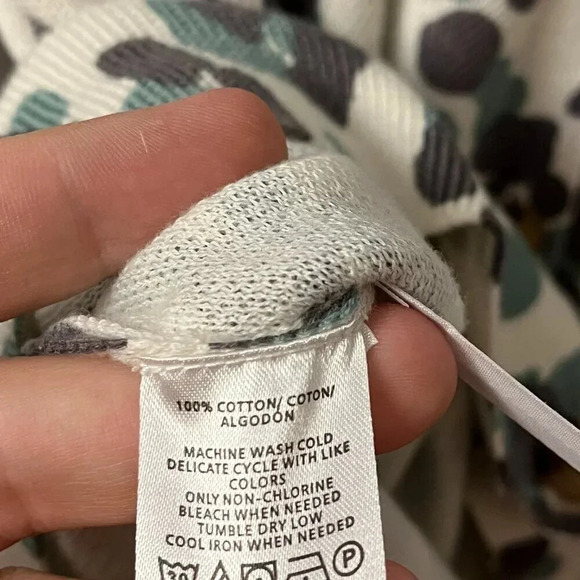 100% COTTON/ COTON/
ALGODÓN
MACHINE WASH COLD
DELICATE CYCLE WITH LIKE
COLORS
ONLY NON-CHLORINE
BLEACH WHEN NEEDED
TUMBLE DRY LOW
COOL IRON WHEN NEEDED
30 P